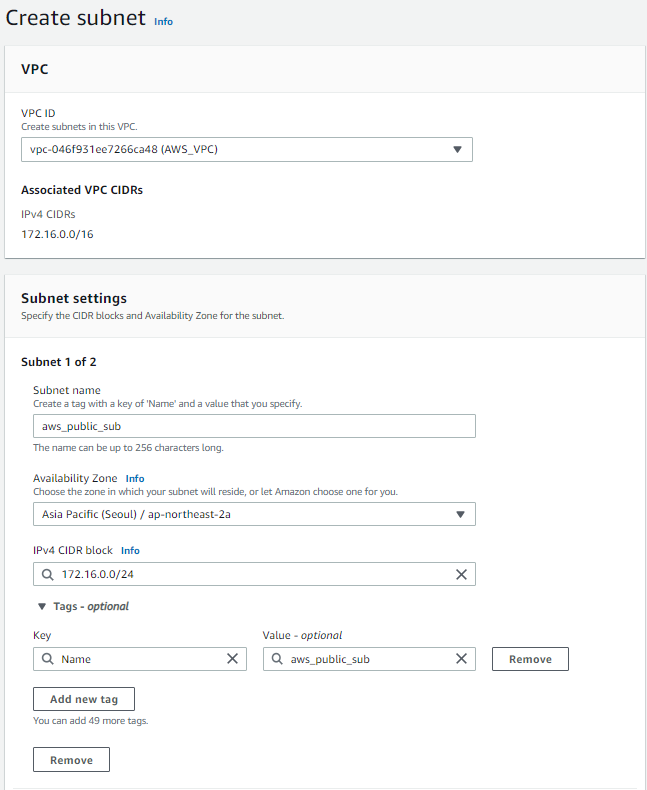 Create subnet Info
VPC
VPC ID
Create subnets in this VPC.
vpc-046f931ee7266ca48 (AWS_VPC)
Associated VPC CIDRs
IPv4 CIDRs
172.16.0.0/16
Subnet settings
Specify the CIDR blocks and Availability Zone for the subnet.
Subnet 1 of 2
Subnet name
Create a tag with a key of 'Name' and a value that you specify.
aws_public_sub
The name can be up to 256 characters long.
Availability Zone Info
Choose the zone in which your subnet will reside, or let Amazon choose one for you.
Asia Pacific (Seoul) / ap-northeast-2a
IPv4 CIDR block Info
172.16.0.0/24
Tags - optional
Key Value - optional
Name aws_public_sub Remove
Add new tag
You can add 49 more tags.
Remove